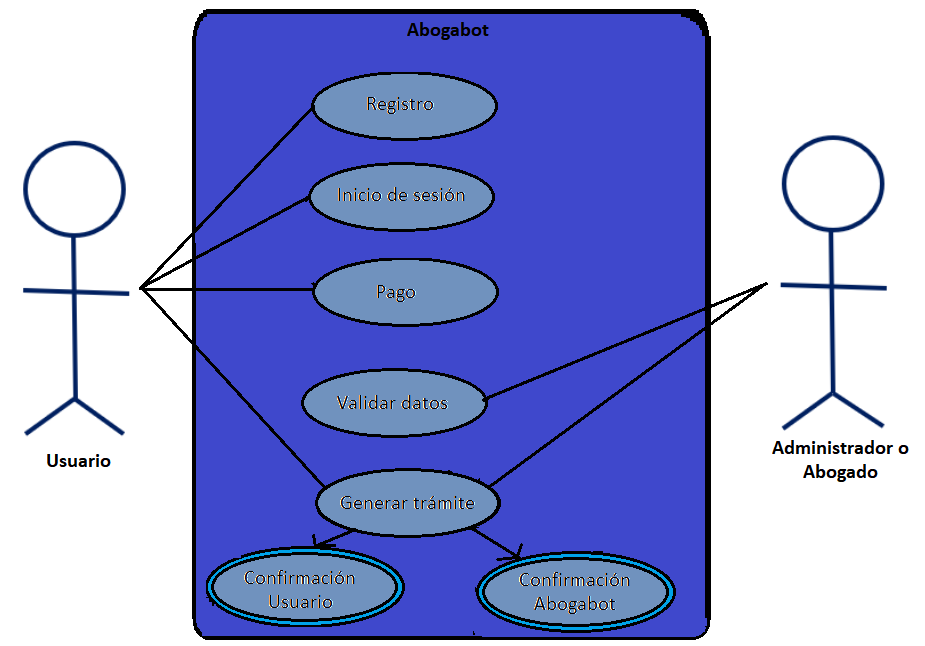 Abogabot
Registro
Inicio de sesión
Pago
Validar datos
Usuario
Administrador o
Abogado
Generar trámite
Confirmación
Usuario
Confirmación
Abogabot